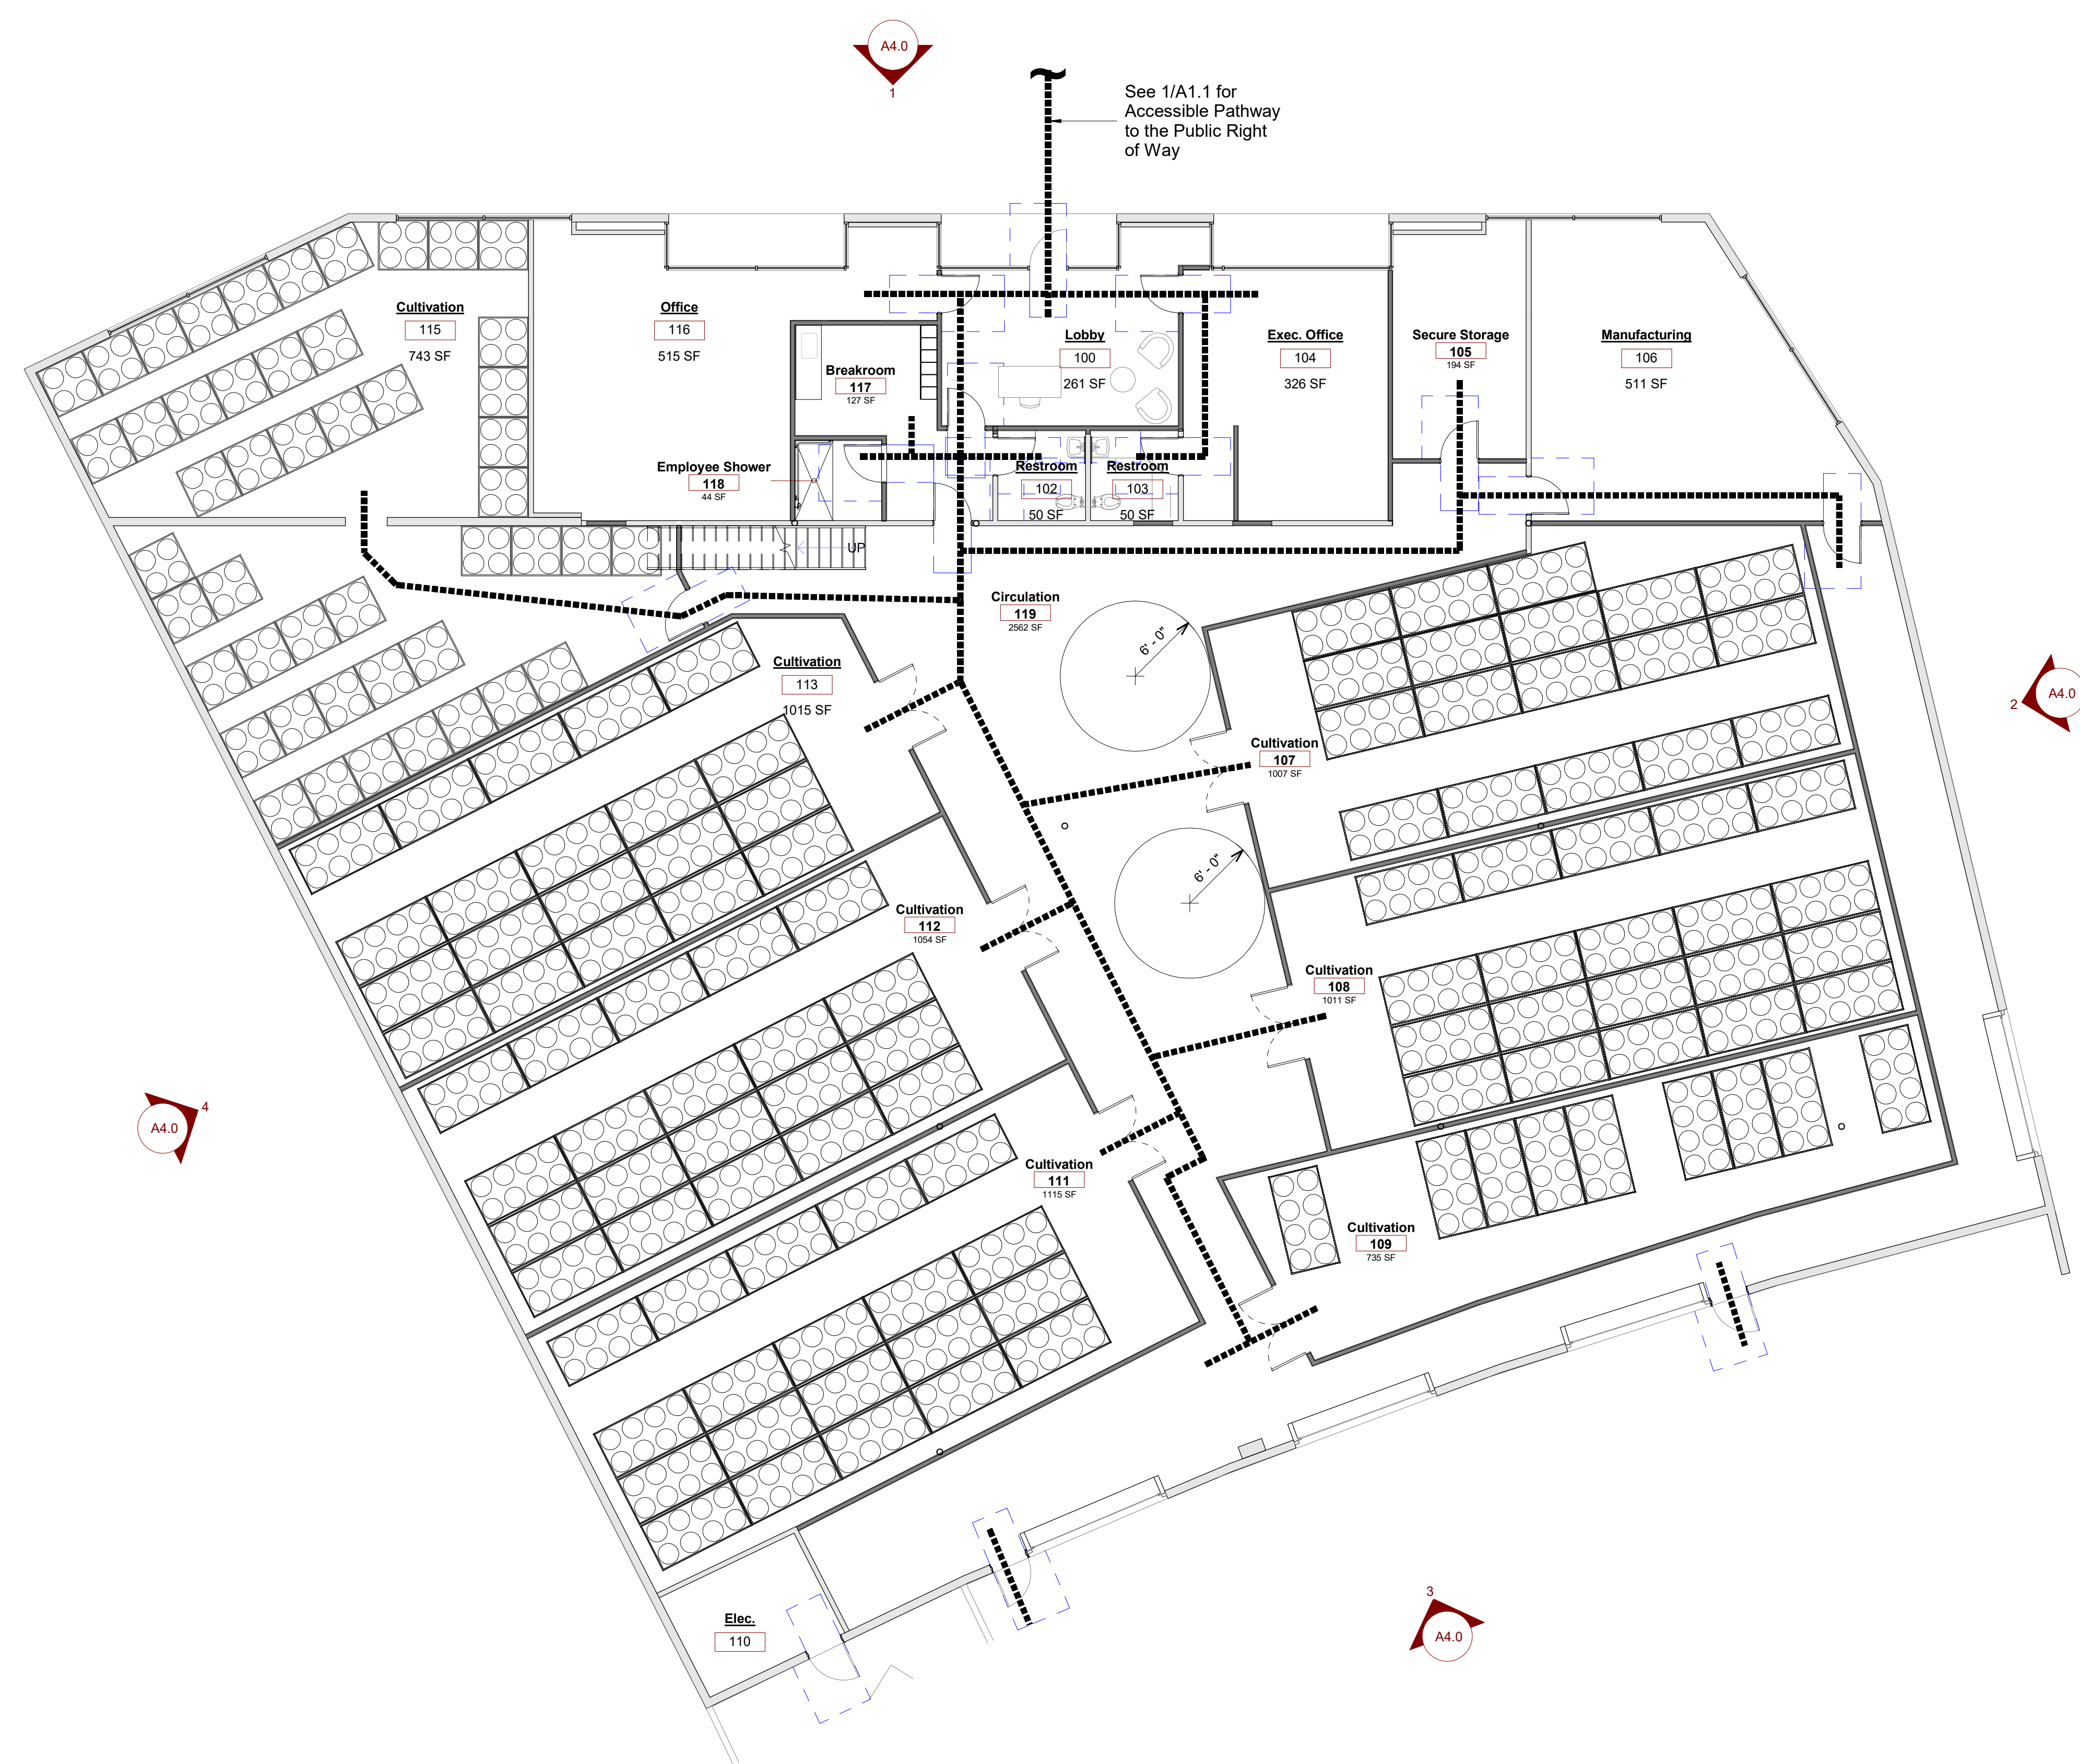 A4.0
1
See 1/A1.1 for
Accessible Pathway
to the Public Right
of Way
Cultivation
115
743 SF
Office
116
515 SF
Breakroom
117
127 SF
Lobby
100
261 SF
Exec. Office
104
326 SF
Secure Storage
105
194 SF
Manufacturing
106
511 SF
Employee Shower
118
44 SF
Restroom
102
50 SF
Restroom
103
50 SF
UP
Circulation
119
2562 SF
6' - 0"
Cultivation
113
1015 SF
2
A4.0
Cultivation
107
1007 SF
6' - 0"
Cultivation
112
1054 SF
Cultivation
108
1011 SF
4
A4.0
Cultivation
111
1115 SF
Cultivation
109
735 SF
Elec.
110
3
A4.0